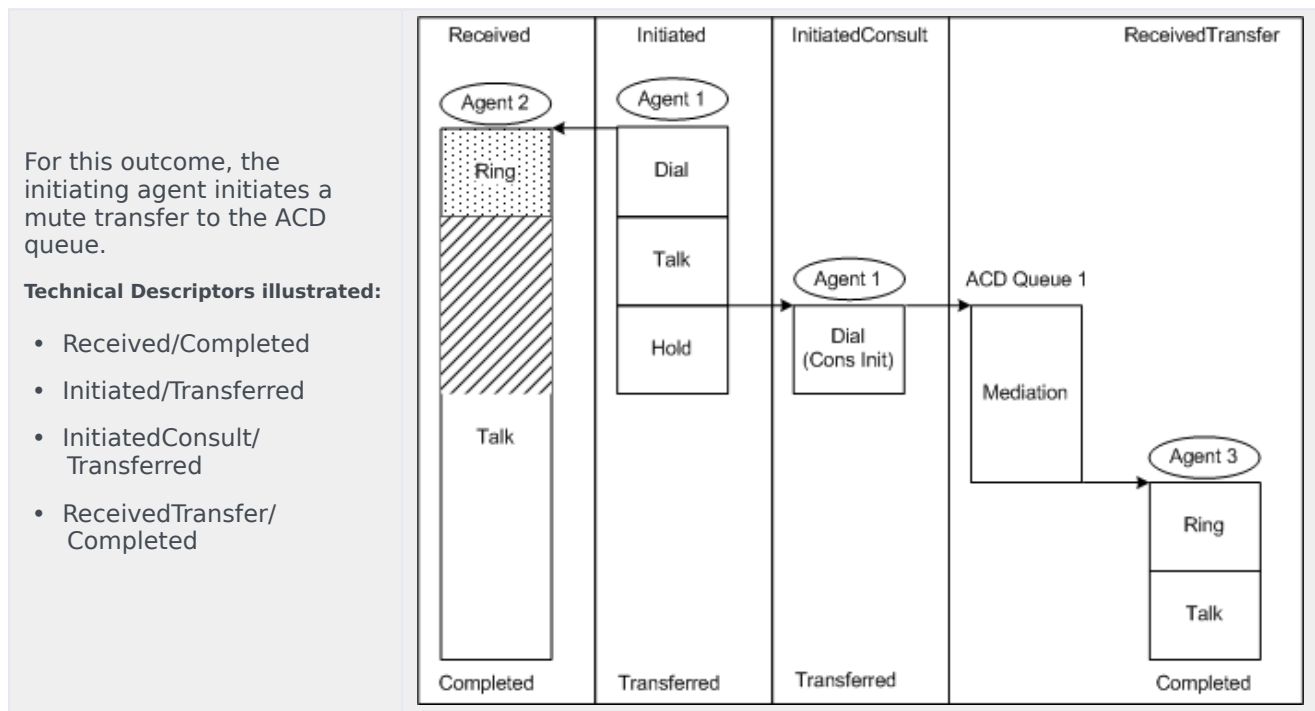 For this outcome, the
initiating agent initiates a
mute transfer to the ACD
queue.
Technical Descriptors illustrated:
• Received/Completed
• Initiated/Transferred
• InitiatedConsult/
Transferred
• ReceivedTransfer/
Completed
Received
Initiated
InitiatedConsult
ReceivedTransfer
Agent 2
Agent 1
Ring
Dial
Talk
Agent 1
ACD Queue 1
Hold
Dial
(Cons Init)
Mediation
Talk
Agent 3
Ring
Talk
Completed
Transferred
Transferred
Completed